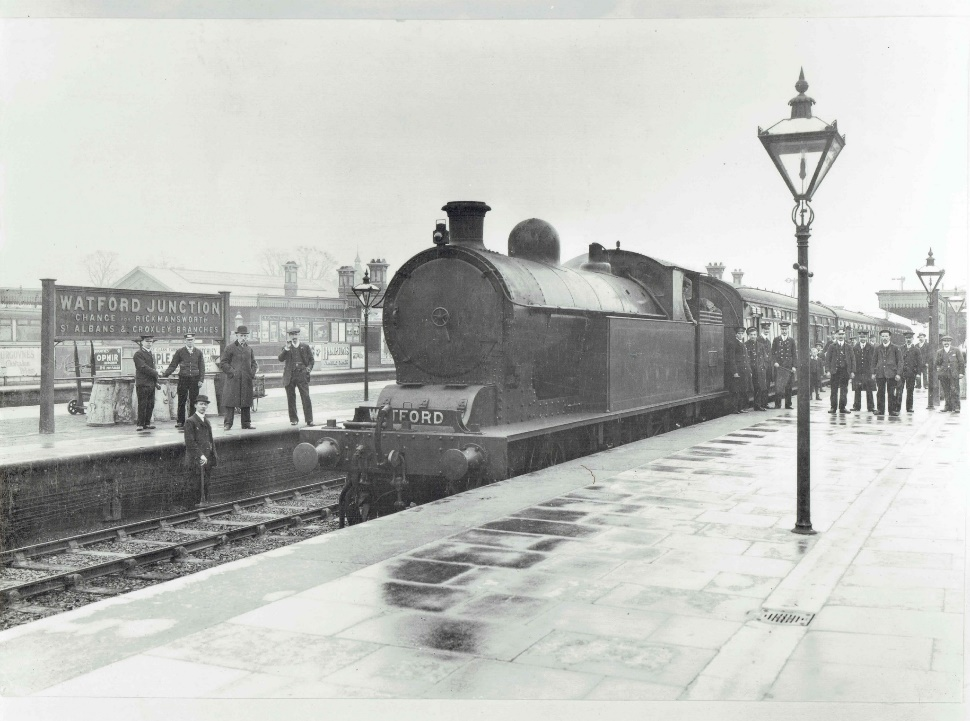 WATFORD JUNCTION
CHANGE FOR RICKMANSWORTH
ST ALBANS & CROXLEY BRANCHES
OPHIR
WATFORD